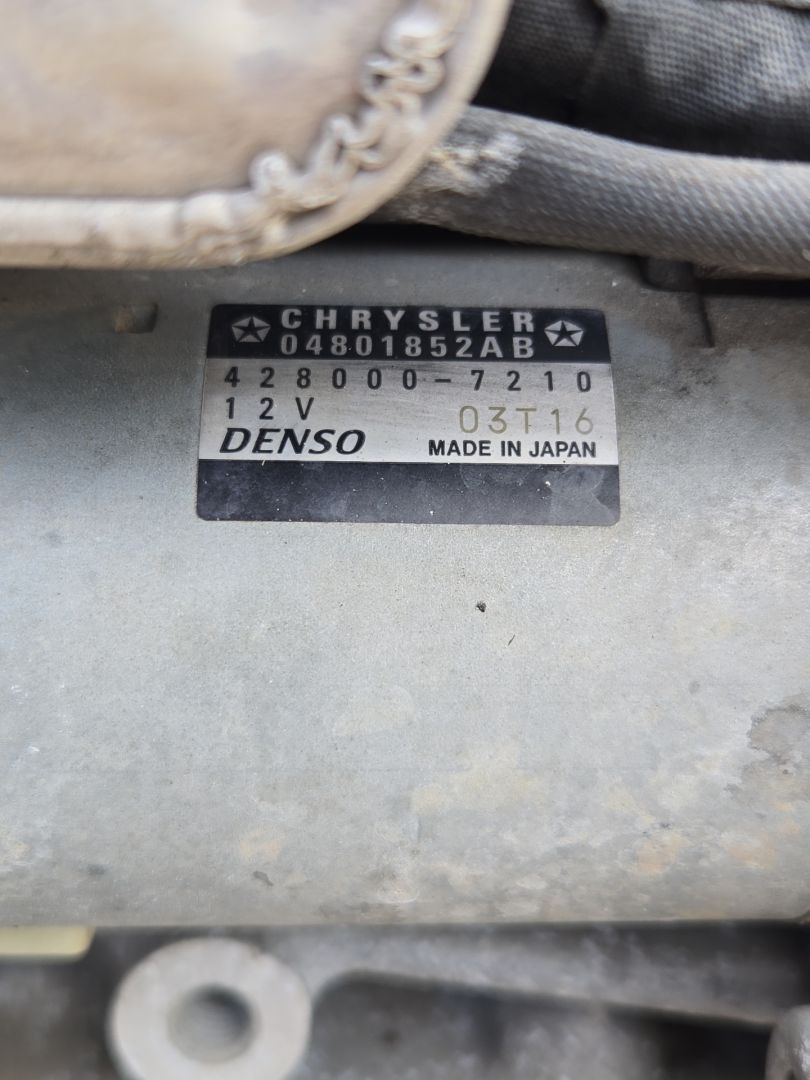 CHRYSLER
04801852AB
428000-7210
12V 03T16
DENSO MADE IN JAPAN